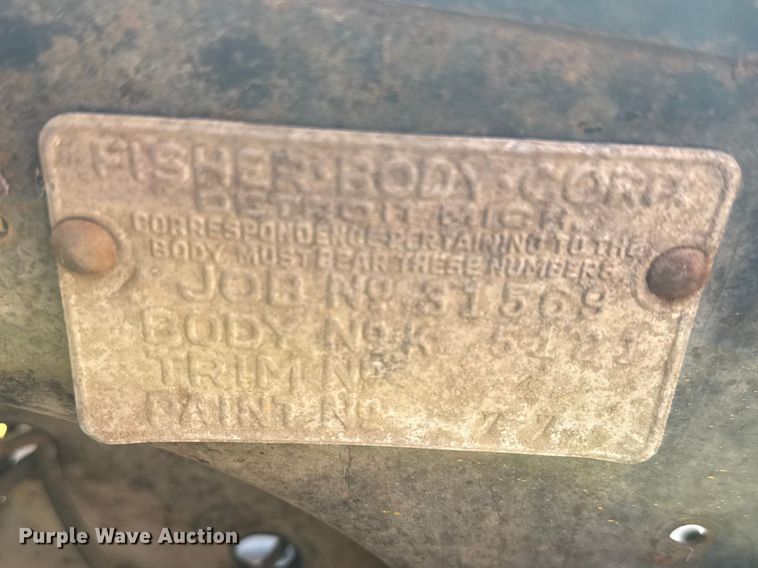 FISHER BODY CORP.
DETROIT MICH.
CORRESPONDENCE PERTAINING TO THE
BODY MUST BEAR THESE NUMBERS
JOB NO. 31569
BODY NO. K
TRIM NO.
PAINT NO. 77
Purple Wave Auction